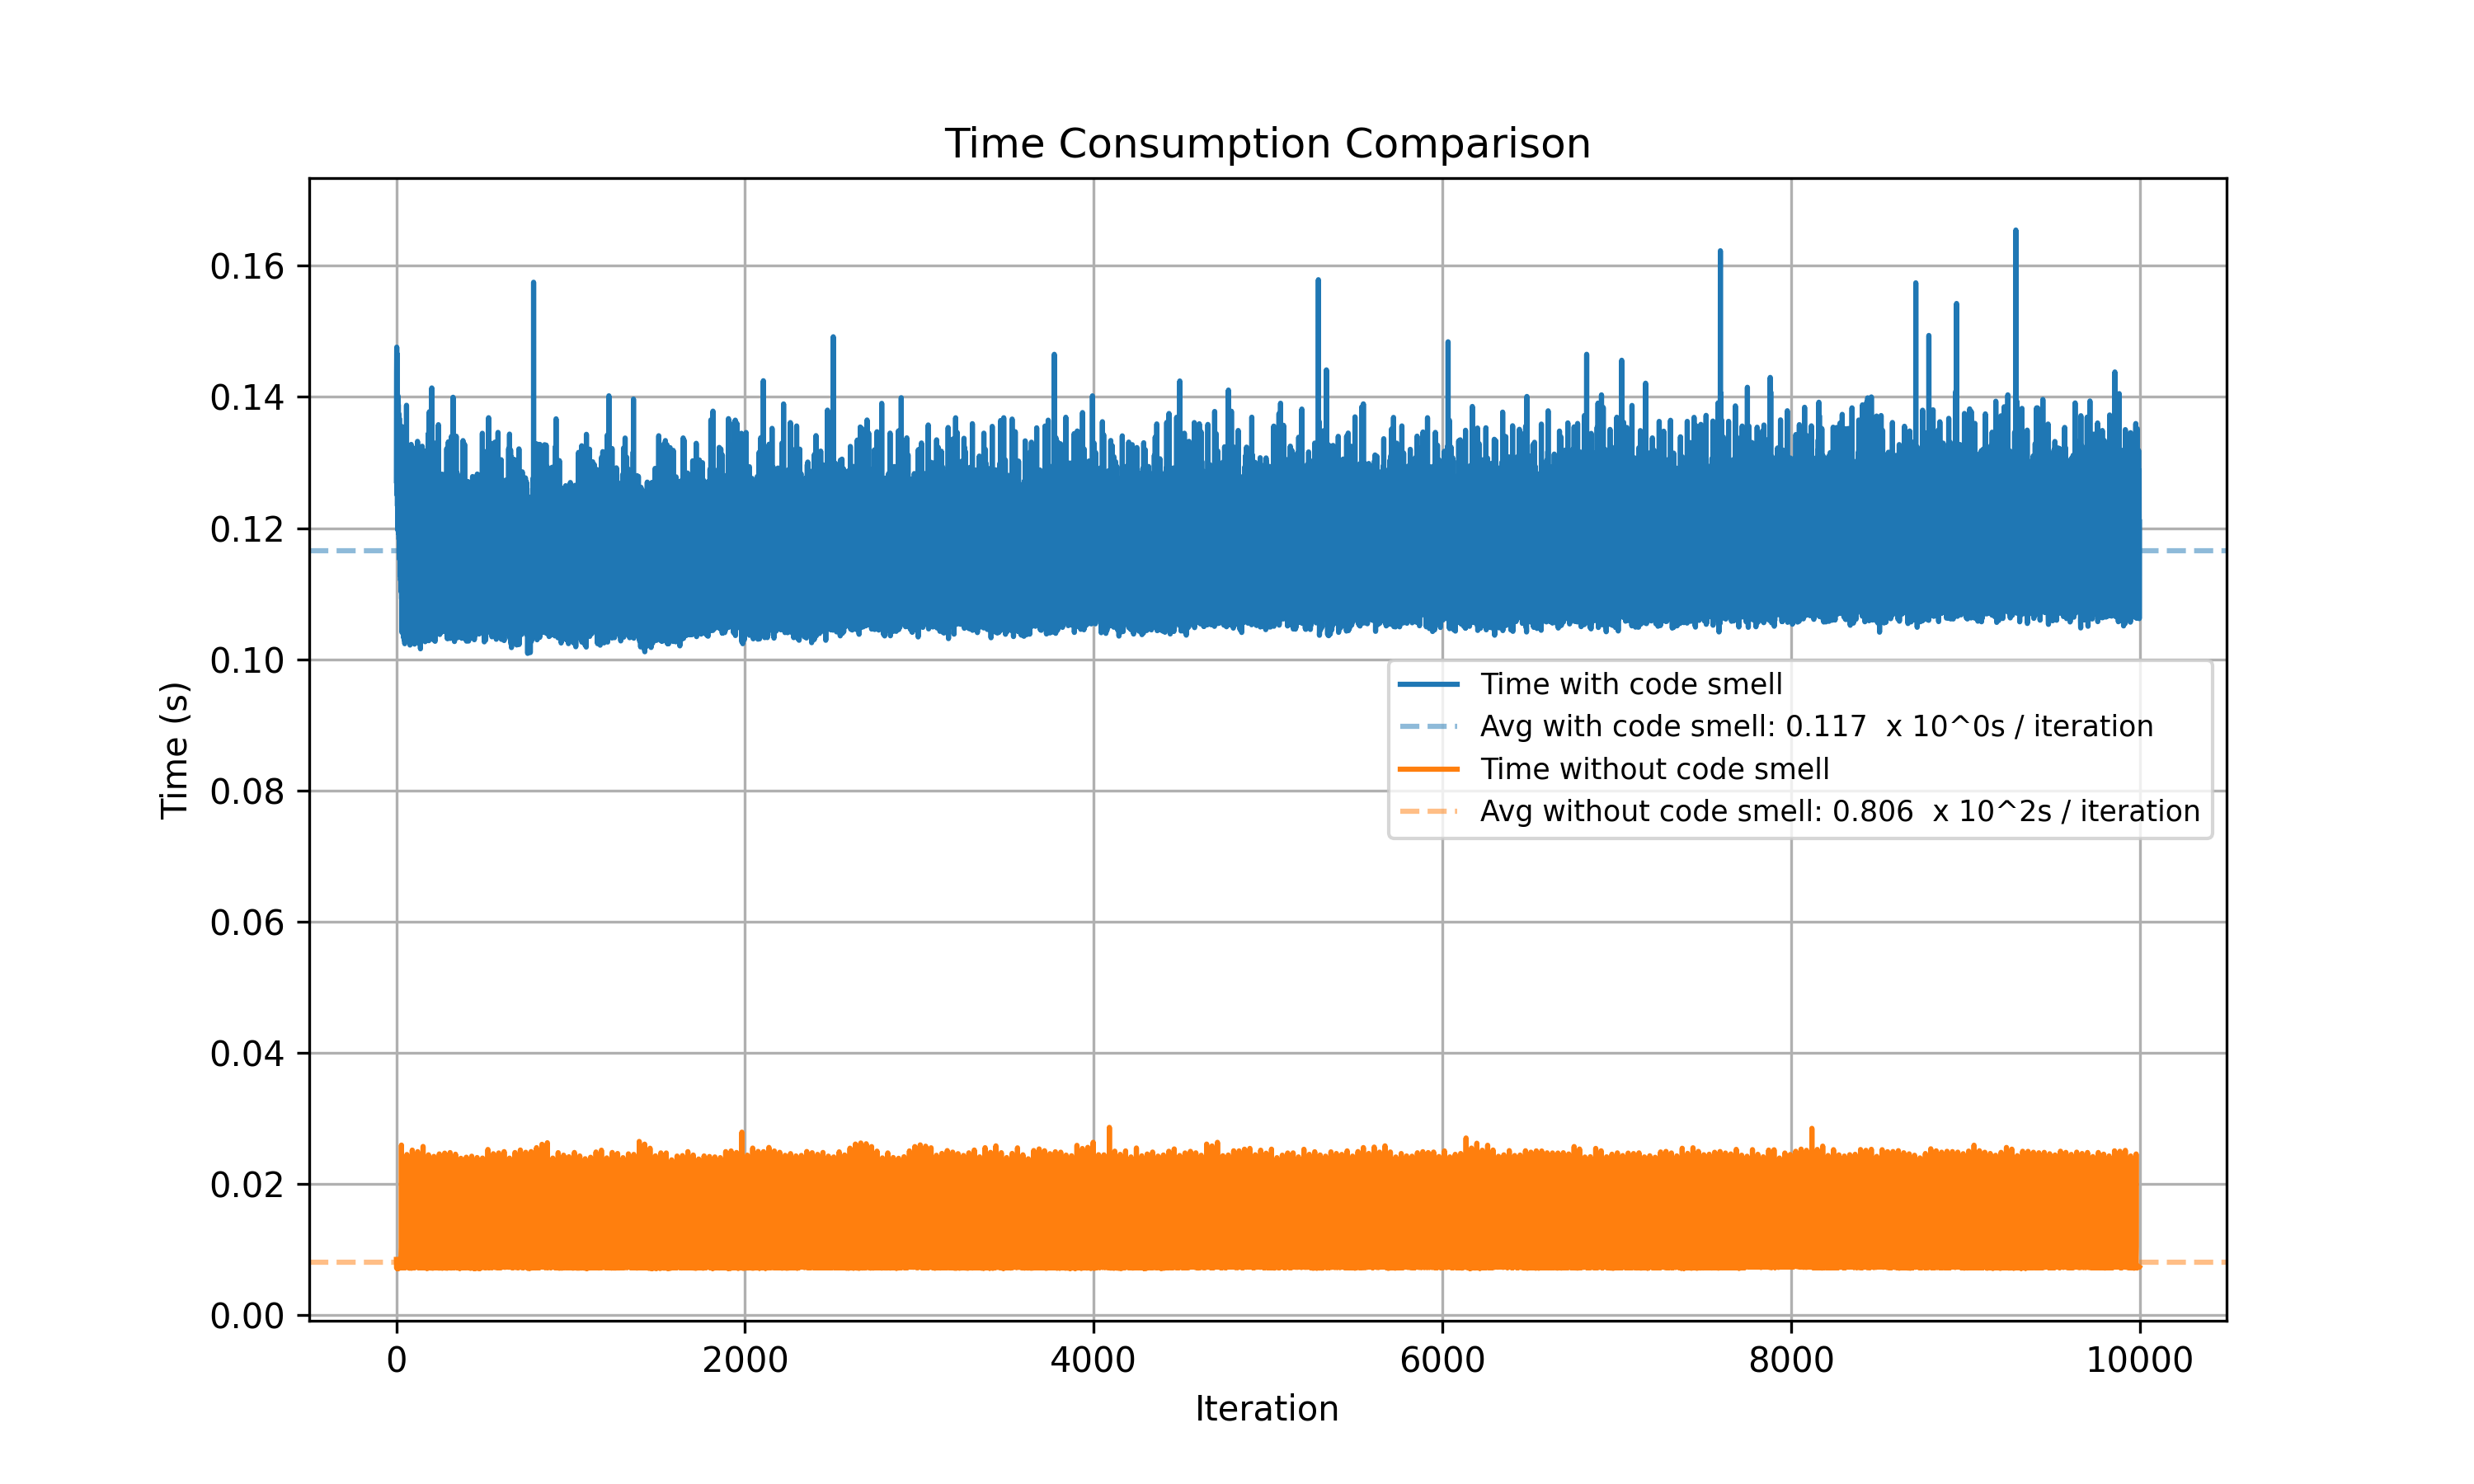 Time Consumption Comparison
Time (s)
0.16
0.14
0.12
0.10
0.08
0.06
0.04
0.02
0.00
Time with code smell
Avg with code smell: 0.117  x 10^0s / iteration
Time without code smell
Avg without code smell: 0.806  x 10^2s / iteration
0 2000 4000 6000 8000 10000
Iteration